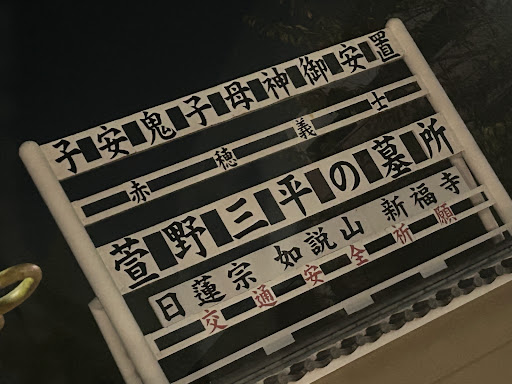 子安鬼子母神御安置
赤穂義士
萱野三平の墓所
日蓮宗 如説山 新福寺
交通安全祈願